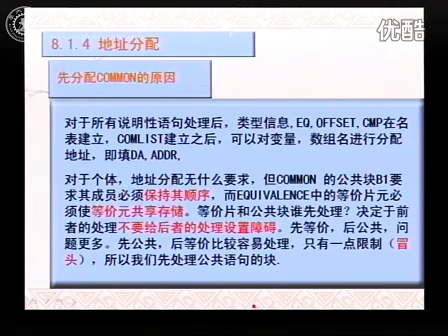 优酷
8.1.4 地址分配
先分配COMMON的原因
对于所有说明性语句处理后，类型信息,EQ,OFFSET,CMP在名
表建立，COMLIST建立之后，可以对变量，数组名进行分配
地址，即填DA,ADDR,
对于个体，地址分配无什么要求，但COMMON 的公共块B1要
求其成员必须保持其顺序，而EQUIVALENCE中的等价片元必
须使等价元共享存储。等价片和公共块谁先处理？决定于前
者的处理不要给后者的处理设置障碍。先等价，后公共，问
题更多。先公共，后等价比较容易处理，只有一点限制（冒
头），所以我们先处理公共语句的块.